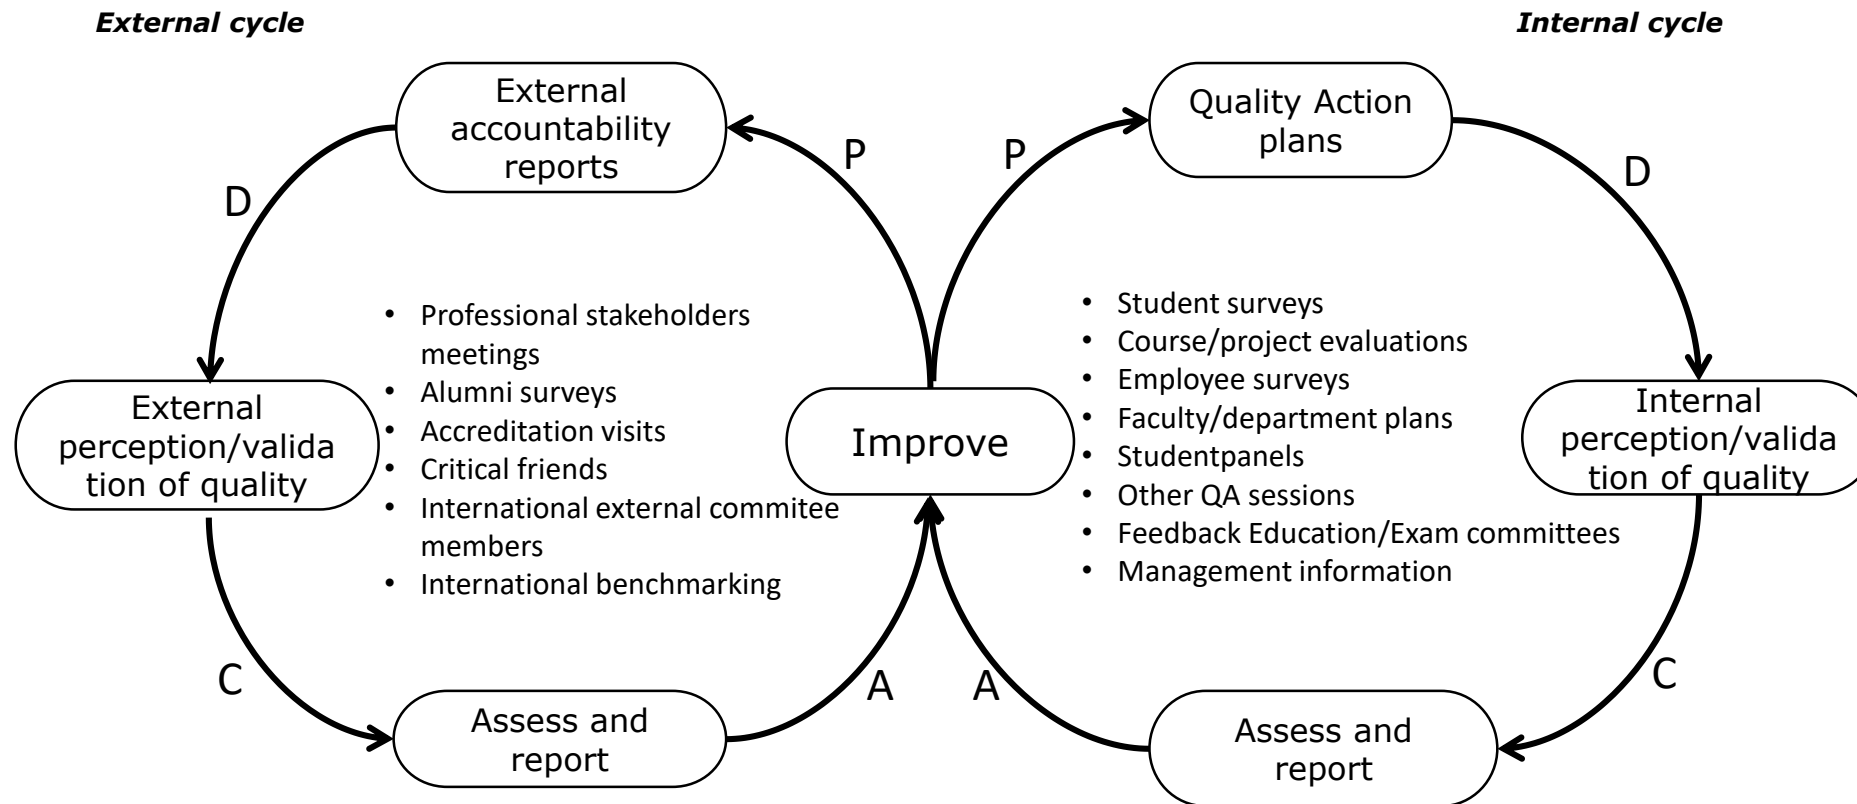 External cycle
Internal cycle
External
accountability
reports
Quality Action
plans
P
P
D
D
• Professional stakeholders
meetings
• Alumni surveys
• Accreditation visits
• Critical friends
• International external commitee
members
• International benchmarking
• Student surveys
• Course/project evaluations
• Employee surveys
• Faculty/department plans
• Studentpanels
• Other QA sessions
• Feedback Education/Exam committees
• Management information
External
perception/valida
tion of quality
Improve
Internal
perception/valida
tion of quality
C
A
A
C
Assess and
report
Assess and
report